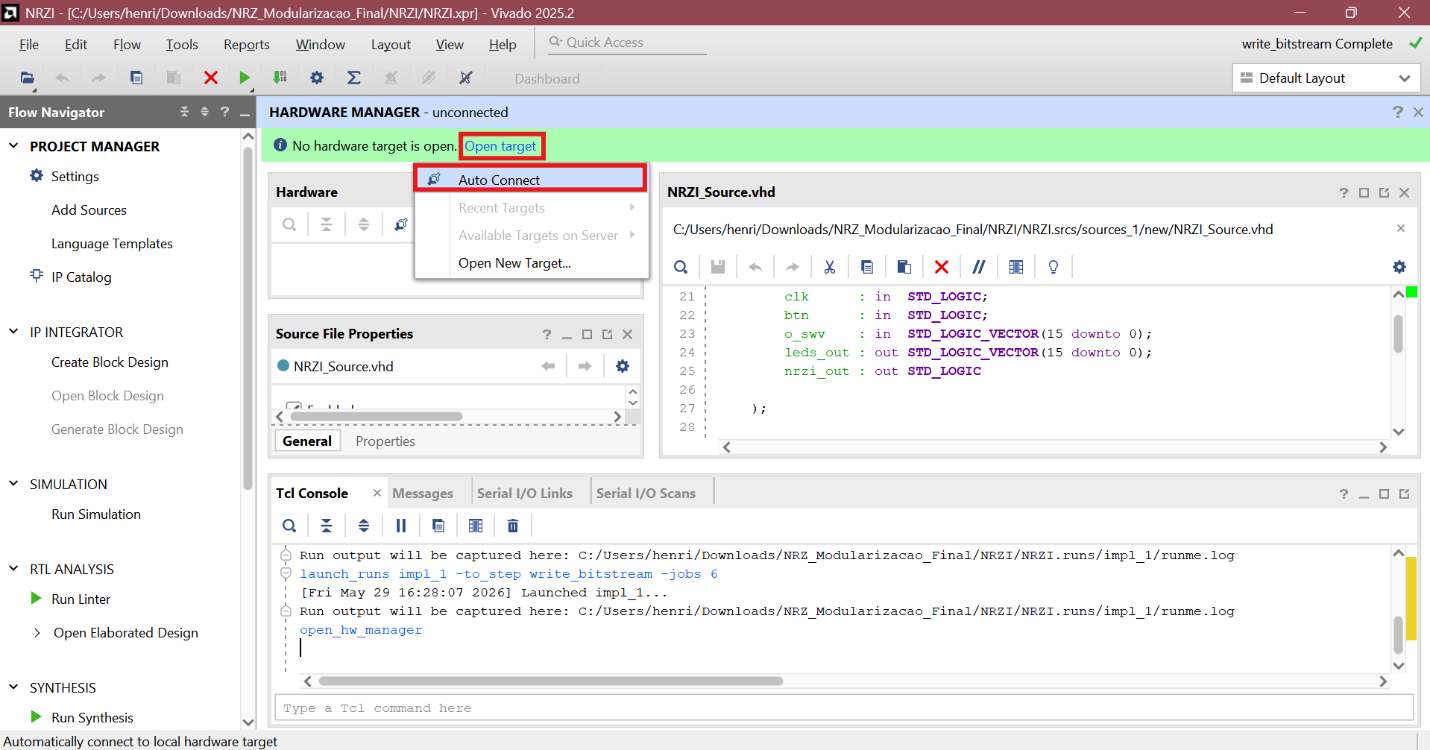 NRZI - [C:/Users/henri/Downloads/NRZ_Modularizacao_Final/NRZI/NRZI.xpr] - Vivado 2025.2
File Edit Flow Tools Reports Window Layout View Help Quick Access
write_bitstream Complete
Dashboard
Default Layout
Flow Navigator
HARDWARE MANAGER - unconnected
No hardware target is open. Open target
Auto Connect
Recent Targets
Available Targets on Server
Open New Target...
PROJECT MANAGER
Settings
Add Sources
Language Templates
IP Catalog
IP INTEGRATOR
Create Block Design
Open Block Design
Generate Block Design
SIMULATION
Run Simulation
RTL ANALYSIS
Run Linter
Open Elaborated Design
SYNTHESIS
Run Synthesis
Hardware
Source File Properties
NRZI_Source.vhd
General Properties
NRZI_Source.vhd
C:/Users/henri/Downloads/NRZ_Modularizacao_Final/NRZI/NRZI.srcs/sources_1/new/NRZI_Source.vhd
21 clk : in STD_LOGIC;
22 btn : in STD_LOGIC;
23 o_swv : in STD_LOGIC_VECTOR(15 downto 0);
24 leds_out : out STD_LOGIC_VECTOR(15 downto 0);
25 nrzi_out : out STD_LOGIC
26
27 );
28
Tcl Console Messages Serial I/O Links Serial I/O Scans
Run output will be captured here: C:/Users/henri/Downloads/NRZ_Modularizacao_Final/NRZI/NRZI.runs/impl_1/runme.log
launch_runs impl_1 -to_step write_bitstream -jobs 6
[Fri May 29 16:28:07 2026] Launched impl_1...
Run output will be captured here: C:/Users/henri/Downloads/NRZ_Modularizacao_Final/NRZI/NRZI.runs/impl_1/runme.log
open_hw_manager
Type a Tcl command here
Automatically connect to local hardware target